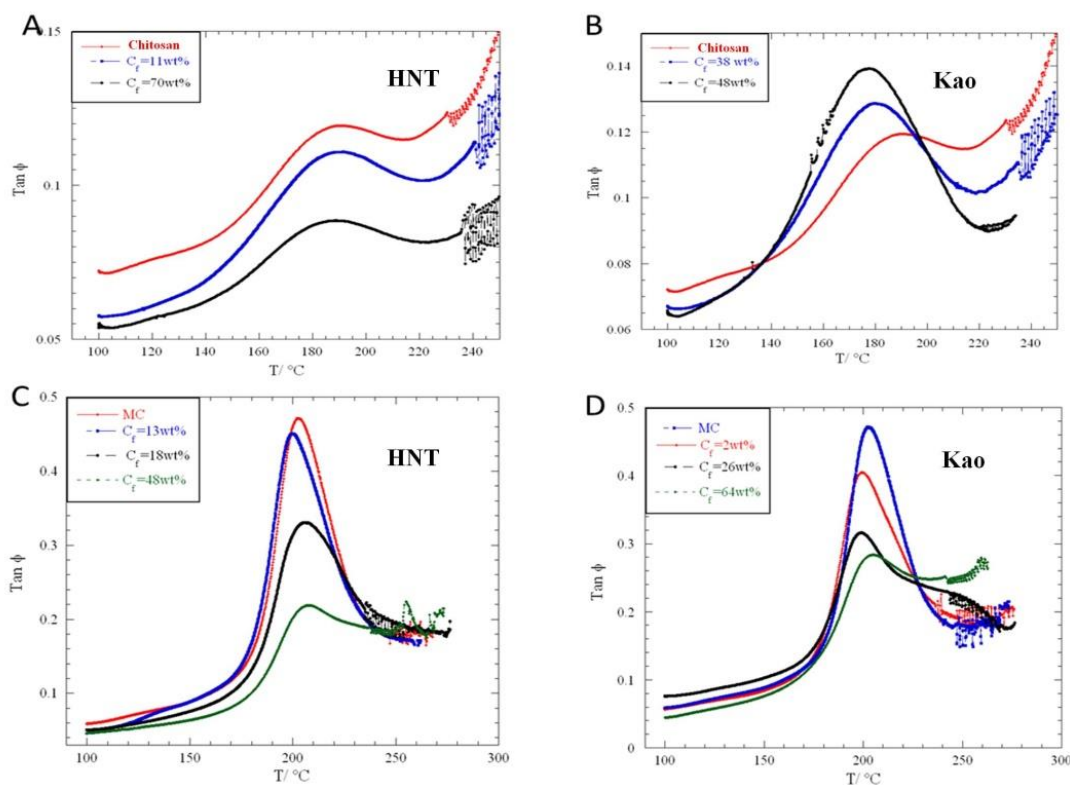 A
0.15
Chitosan
C_f=11wt%
C_f=70wt%
HNT
Tan ϕ
0.1
0.05
100 120 140 160 180 200 220 240
T/ °C
B
0.14
Chitosan
C_f=38 wt%
C_f=48wt%
Kao
0.12
Tan ϕ
0.1
0.08
0.06
100 120 140 160 180 200 220 240
T/ °C
C
0.5
MC
C_f=13wt%
C_f=18wt%
C_f=48wt%
HNT
0.4
0.3
Tan ϕ
0.2
0.1
100 150 200 250 300
T/ °C
D
0.5
MC
C_f=2wt%
C_f=26wt%
C_f=64wt%
Kao
0.4
0.3
Tan ϕ
0.2
0.1
0
100 150 200 250 300
T/ °C